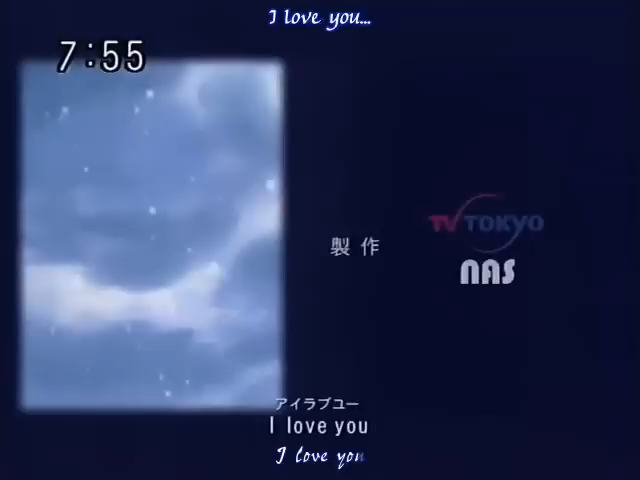 I love you...
7:55
TV TOKYO
製作
NAS
アイラブユー
I love you
I love you